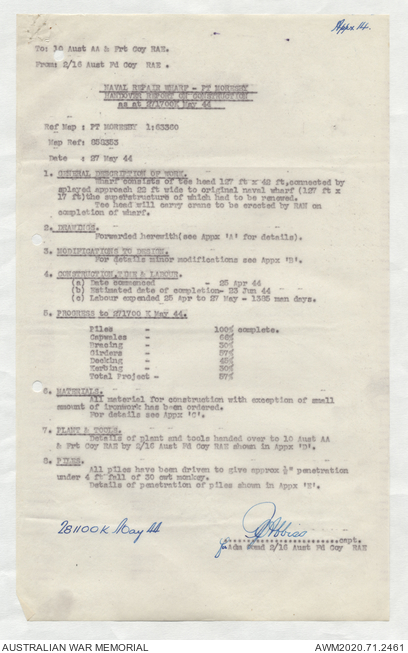 Appx 14.
To: 10 Aust AA & Prt Coy RAE.
From: 2/16 Aust Fd Coy RAE.
NAVAL REPAIR WHARF - PT MORESBY
HANDOVER REPORT ON CONSTRUCTION
as at 271700K May 44
Ref Map : PT MORESBY 1:63360
Map Ref:
Date : 27 May 44
1. GENERAL DESCRIPTION OF WORK.
Wharf consists of tee head 127 ft x 42 ft,connected by
splayed approach 22 ft wide to original naval wharf (127 ft
x 17 ft)the superstructure of which had to be renewed.
Tee head will carry crane to be erected by RAN on
completion of wharf.
2. DRAWINGS.
Forwarded herewith(see Appx 'A' for details).
3. MODIFICATIONS TO DESIGN.
For details minor modifications see Appx 'B'.
4. CONSTRUCTION, & LABOUR.
(a) Date commenced - 25 Apr 44
(b) Estimated date of completion- 23 Jun 44
(c) Labour expended 25 Apr to 27 May - 1325 man days.
5. PROGRESS to 271700 K May 44.
Piles - 100% complete.
Capwales -
Bracing - 30%
Girders - 57%
Decking - 45%
Kerbing - 30%
Total Project - 57%
6. MATERIALS.
All material for construction with exception of small
amount of ironwork has been ordered.
For details see Appx 'C'.
7. PLANT & TOOLS.
Details of plant and tools handed over to 10 Aust AA
& Prt Coy RAE by 2/16 Aust Fd Coy RAE shown in Appx 'D'.
8. PILES.
All piles have been driven to give approx ½" penetration
under 4 ft fall of 30 cwt monkey.
Details of penetration of piles shown in Appx 'E'.
281100K May 44
capt.
Adm Comd 2/16 Aust Fd Coy RAE
AUSTRALIAN WAR MEMORIAL
AWM2020.71.2461